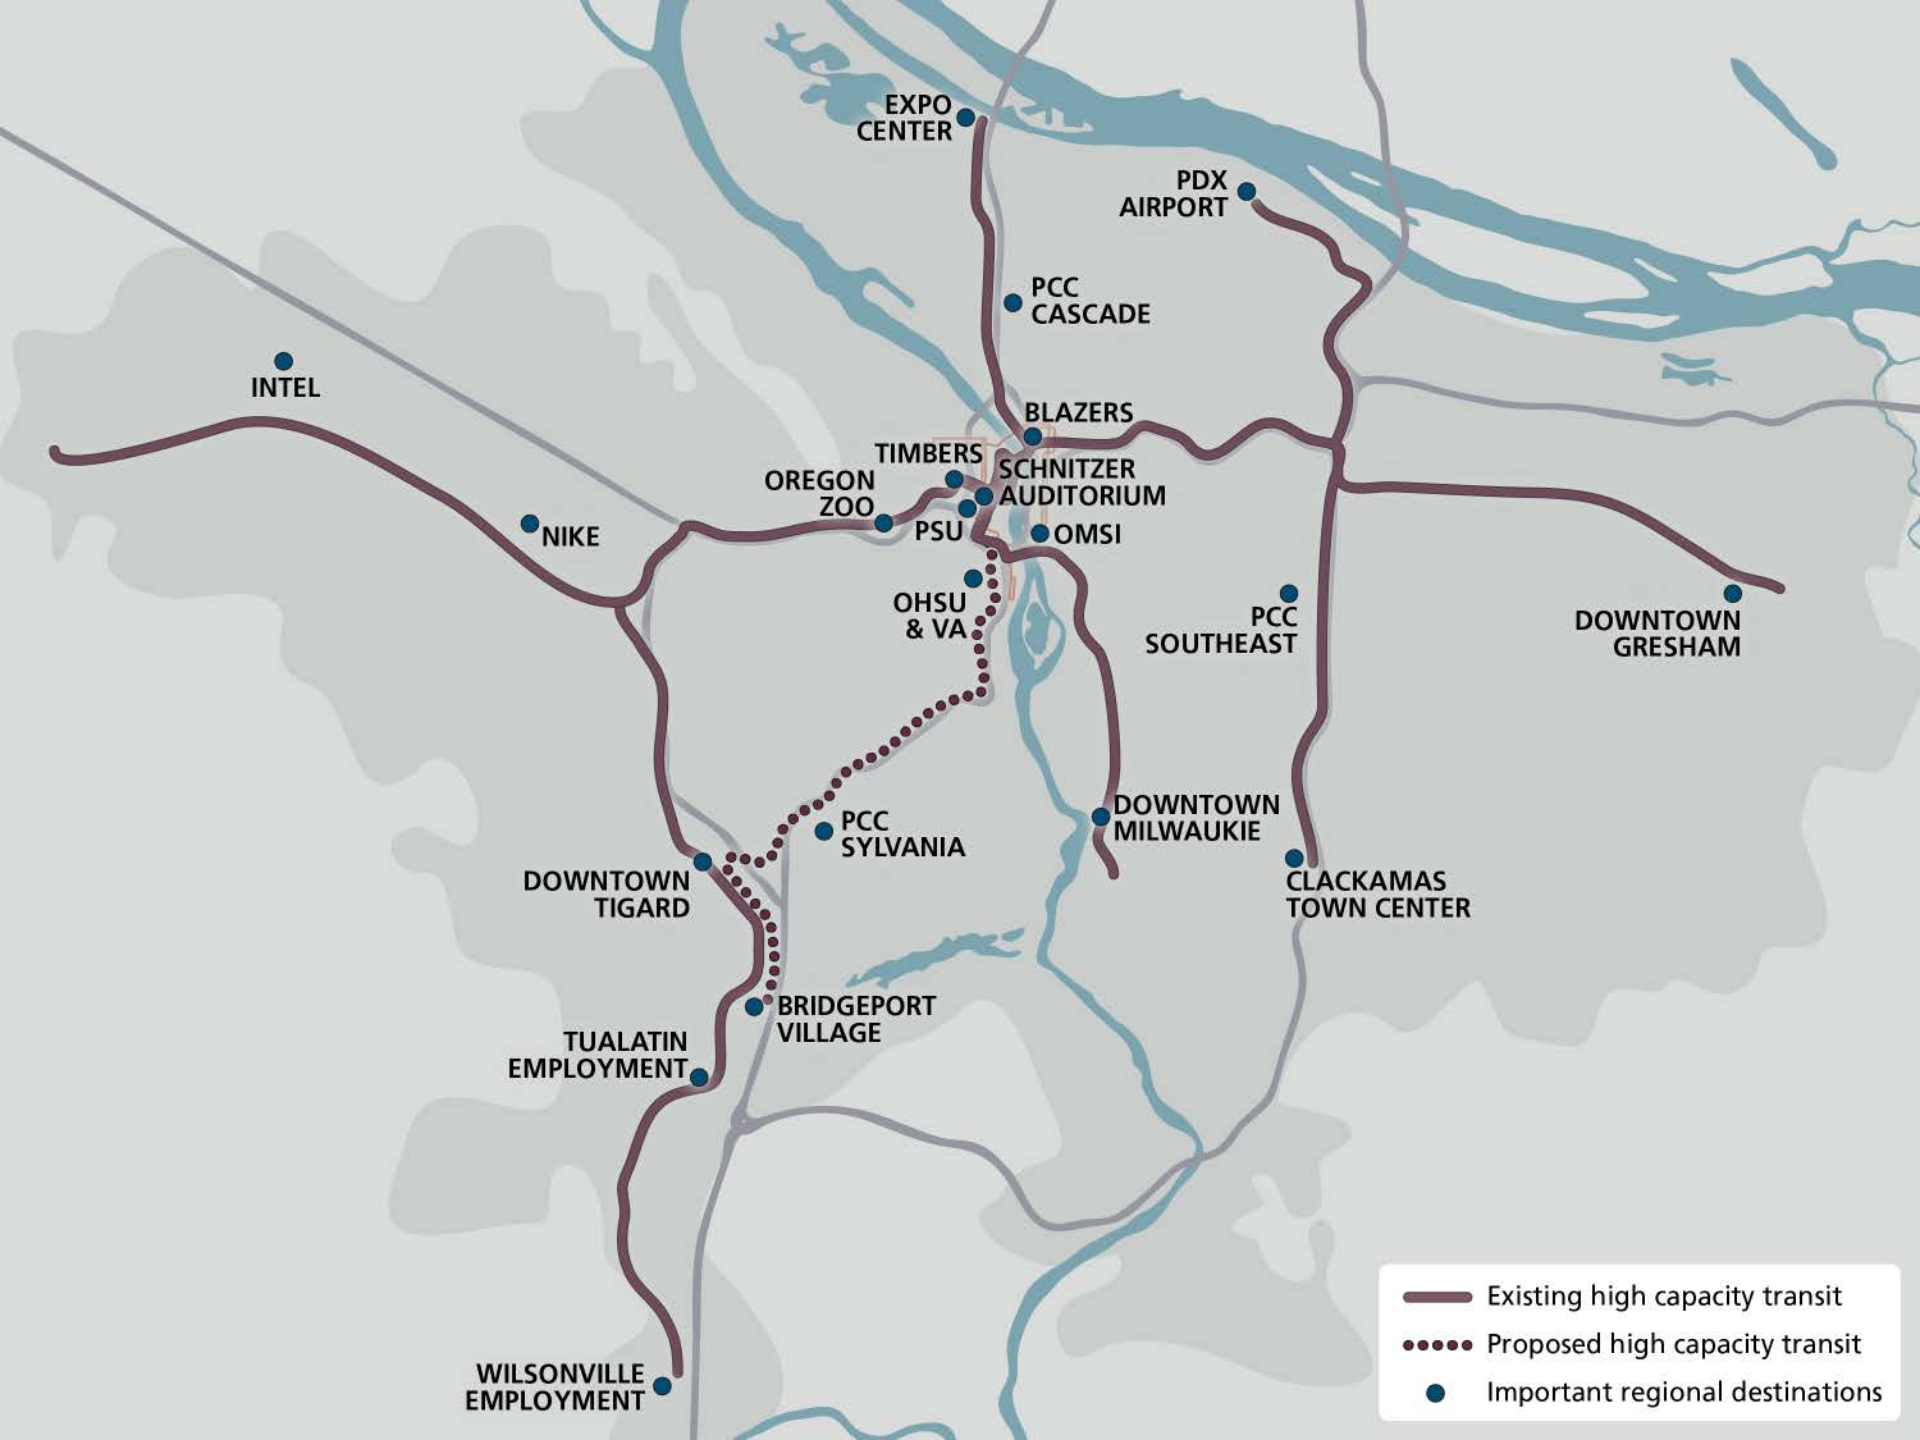 EXPO
CENTER
PDX
AIRPORT
PCC
CASCADE
INTEL
BLAZERS
TIMBERS
SCHNITZER
AUDITORIUM
OREGON
ZOO
PSU
OMSI
NIKE
OHSU
& VA
PCC
SOUTHEAST
DOWNTOWN
GRESHAM
DOWNTOWN
MILWAUKIE
PCC
SYLVANIA
DOWNTOWN
TIGARD
CLACKAMAS
TOWN CENTER
BRIDGEPORT
VILLAGE
TUALATIN
EMPLOYMENT
WILSONVILLE
EMPLOYMENT
Existing high capacity transit
Proposed high capacity transit
Important regional destinations